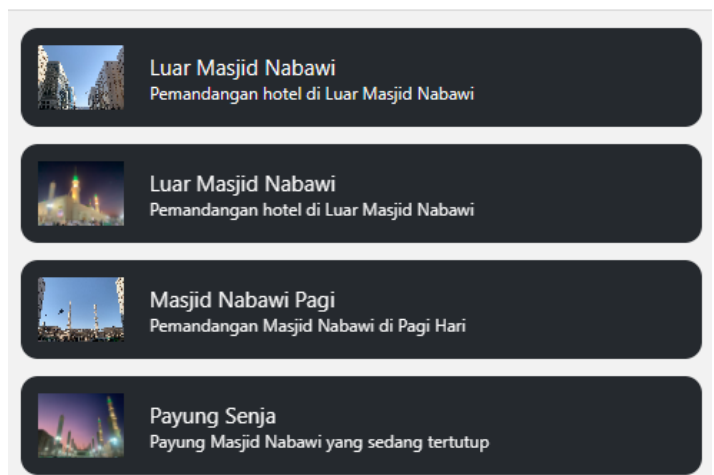 Luar Masjid Nabawi
Pemandangan hotel di Luar Masjid Nabawi
Luar Masjid Nabawi
Pemandangan hotel di Luar Masjid Nabawi
Masjid Nabawi Pagi
Pemandangan Masjid Nabawi di Pagi Hari
Payung Senja
Payung Masjid Nabawi yang sedang tertutup